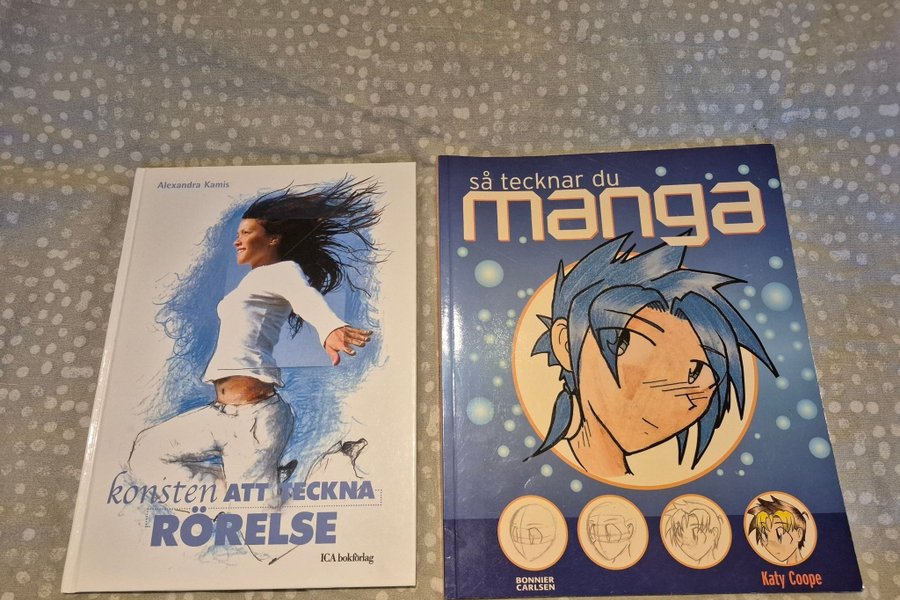 Alexandra Kamis
konsten ATT TECKNA
RÖRELSE
ICA bokförlag
så tecknar du
manga
BONNIER
CARLSEN
Katy Coope